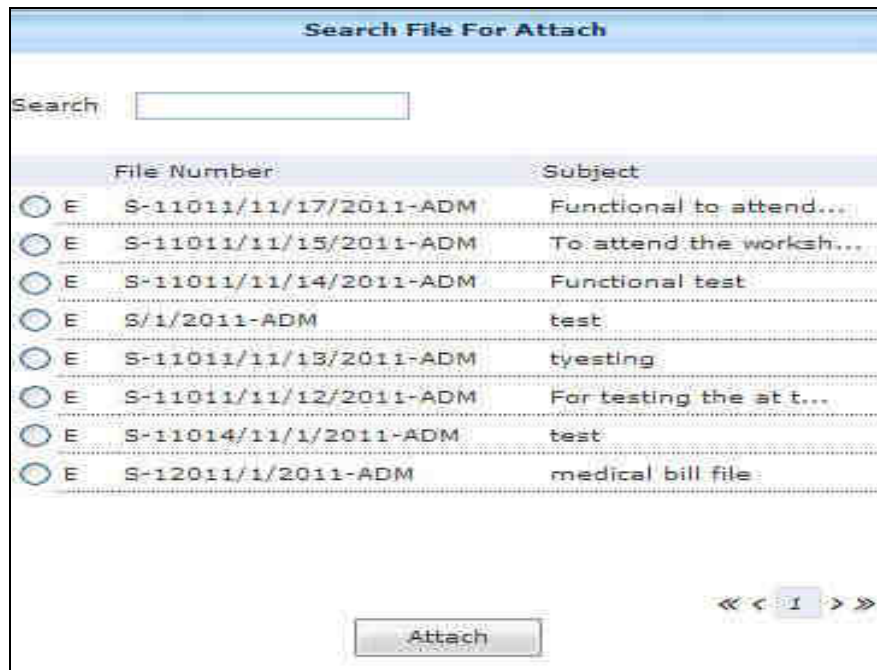 Search File For Attach
Search
File Number Subject
E S-11011/11/17/2011-ADM Functional to attend...
E S-11011/11/15/2011-ADM To attend the worksh...
E S-11011/11/14/2011-ADM Functional test
E S/1/2011-ADM test
E S-11011/11/13/2011-ADM tyesting
E S-11011/11/12/2011-ADM For testing the at t...
E S-11014/11/1/2011-ADM test
E S-12011/1/2011-ADM medical bill file
« < 1 > »
Attach